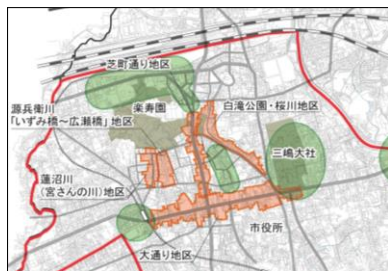 芝町通り地区
源兵衛川
「いずみ橋～広瀬橋」地区
楽寿園
白滝公園・桜川地区
三嶋大社
蓮沼川
（宮さんの川）地区
市役所
大通り地区